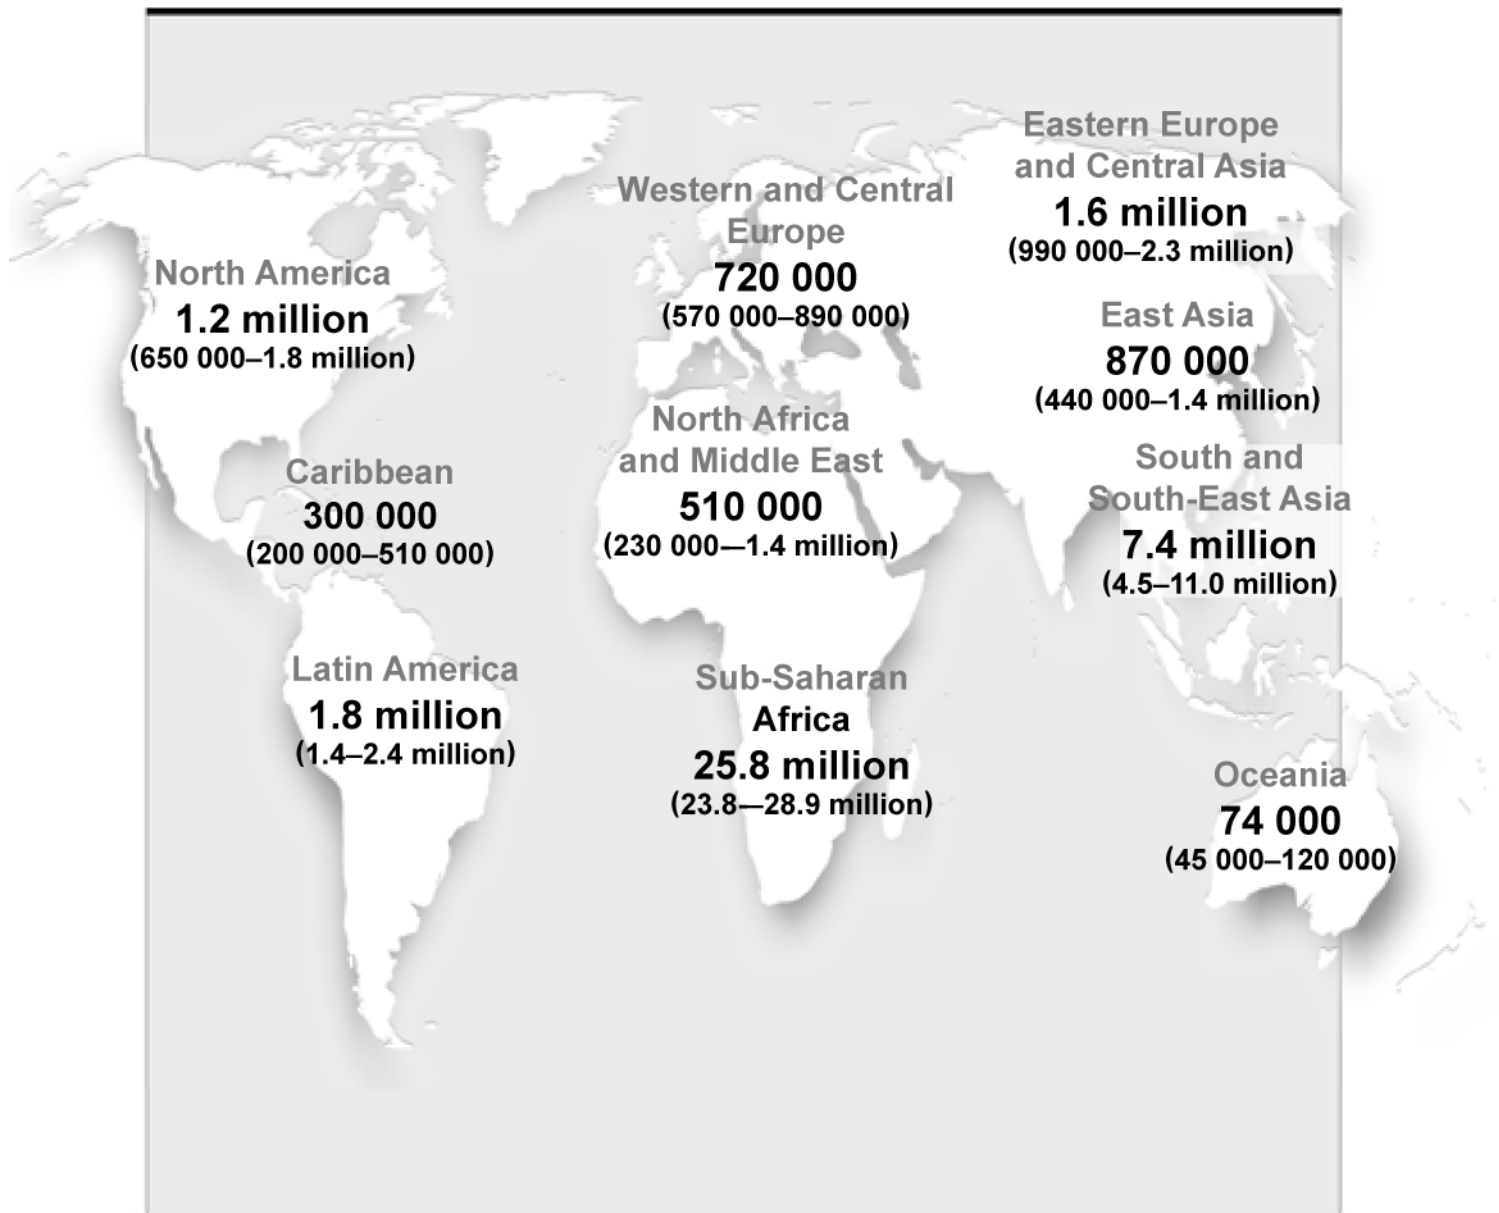 North America
1.2 million
(650 000–1.8 million)
Caribbean
300 000
(200 000–510 000)
Latin America
1.8 million
(1.4–2.4 million)
Western and Central
Europe
720 000
(570 000–890 000)
North Africa
and Middle East
510 000
(230 000—1.4 million)
Sub-Saharan
Africa
25.8 million
(23.8—28.9 million)
Eastern Europe
and Central Asia
1.6 million
(990 000–2.3 million)
East Asia
870 000
(440 000–1.4 million)
South and
South-East Asia
7.4 million
(4.5–11.0 million)
Oceania
74 000
(45 000–120 000)